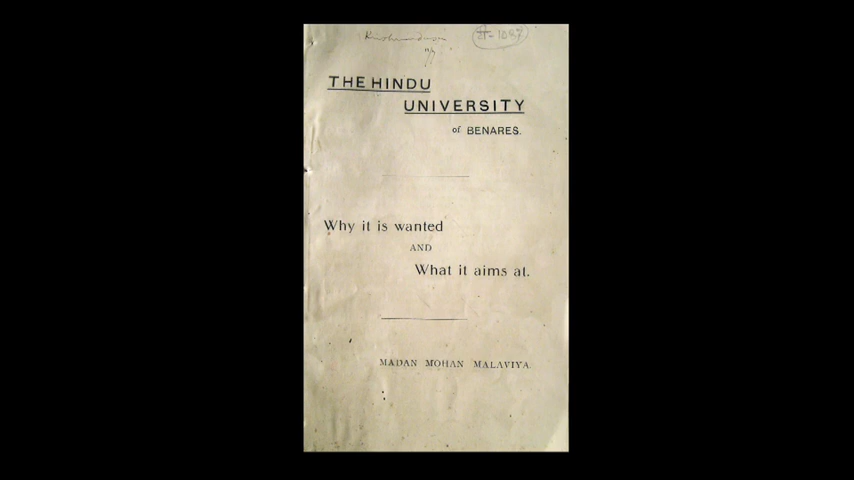 THE HINDU
UNIVERSITY
of BENARES.
Why it is wanted
AND
What it aims at.
MADAN MOHAN MALAVIYA.